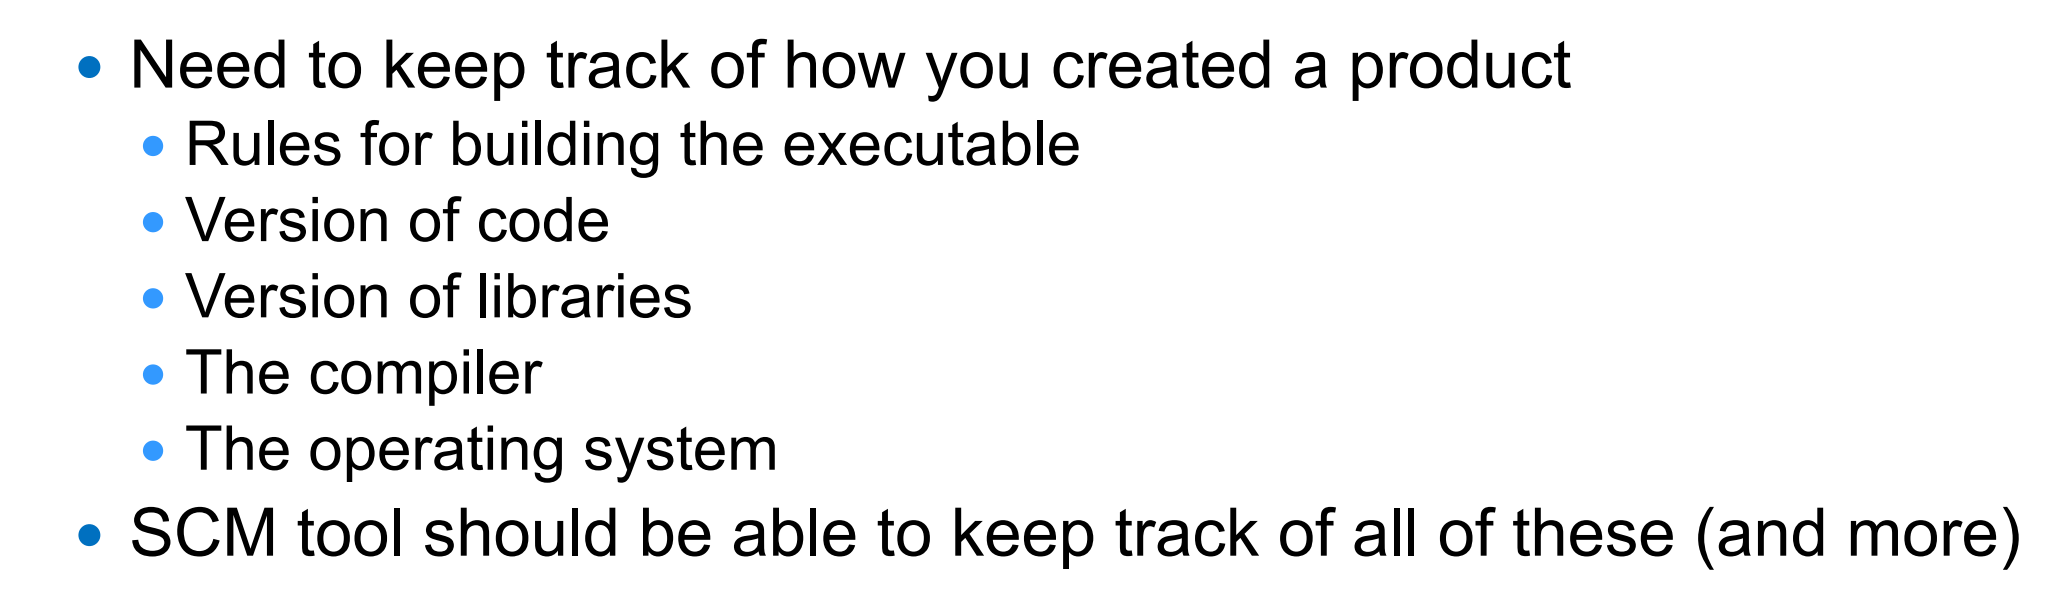 • Need to keep track of how you created a product
• Rules for building the executable
• Version of code
• Version of libraries
• The compiler
• The operating system
• SCM tool should be able to keep track of all of these (and more)